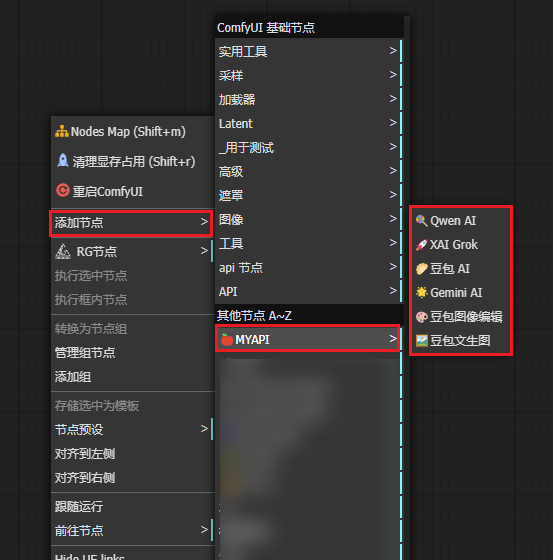 Nodes Map (Shift+m)
清理显存占用 (Shift+r)
重启ComfyUI
添加节点 >
RG节点 >
执行选中节点
执行框内节点
转换为节点组
管理组节点
添加组
存储选中为模板
节点预设 >
对齐到左侧
对齐到右侧
跟随运行
前往节点 >
Hide UE links
ComfyUI 基础节点
实用工具 >
采样 >
加载器 >
Latent >
_用于测试 >
高级 >
遮罩 >
图像 >
工具 >
api 节点 >
API >
其他节点 A~Z
MYAPI >
Qwen AI
XAI Grok
豆包 AI
Gemini AI
豆包图像编辑
豆包文生图